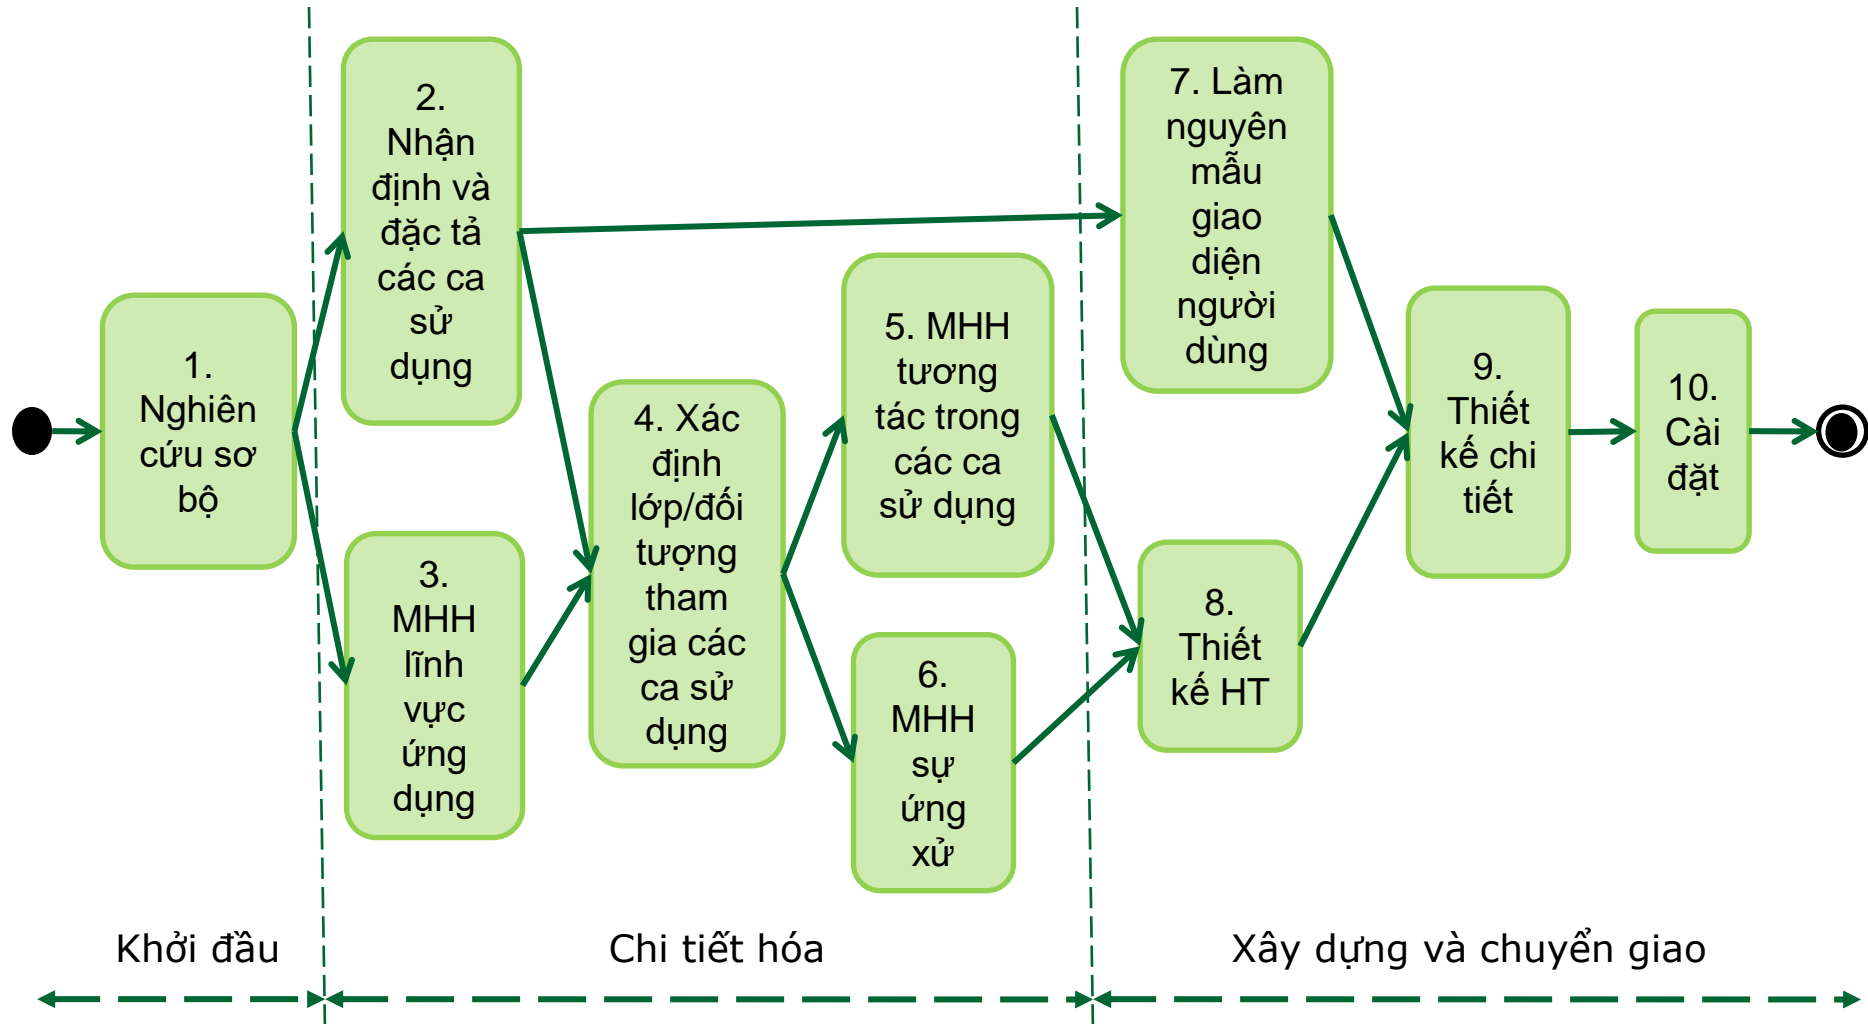 1.
Nghiên
cứu sơ
bộ
2.
Nhận
định và
đặc tả
các ca
sử
dụng
3.
MHH
lĩnh
vực
ứng
dụng
4. Xác
định
lớp/đối
tượng
tham
gia các
ca sử
dụng
5. MHH
tương
tác trong
các ca
sử dụng
6.
MHH
sự
ứng
xử
7. Làm
nguyên
mẫu
giao
diện
người
dùng
8.
Thiết
kế HT
9.
Thiết
kế chi
tiết
10.
Cài
đặt
Khởi đầu
Chi tiết hóa
Xây dựng và chuyển giao